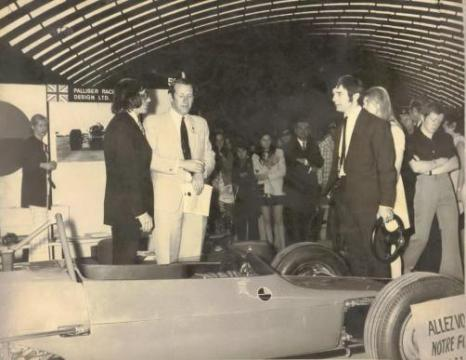 PALLISER RACING
DESIGN LTD.
ALLEZ VO
NOTRE F